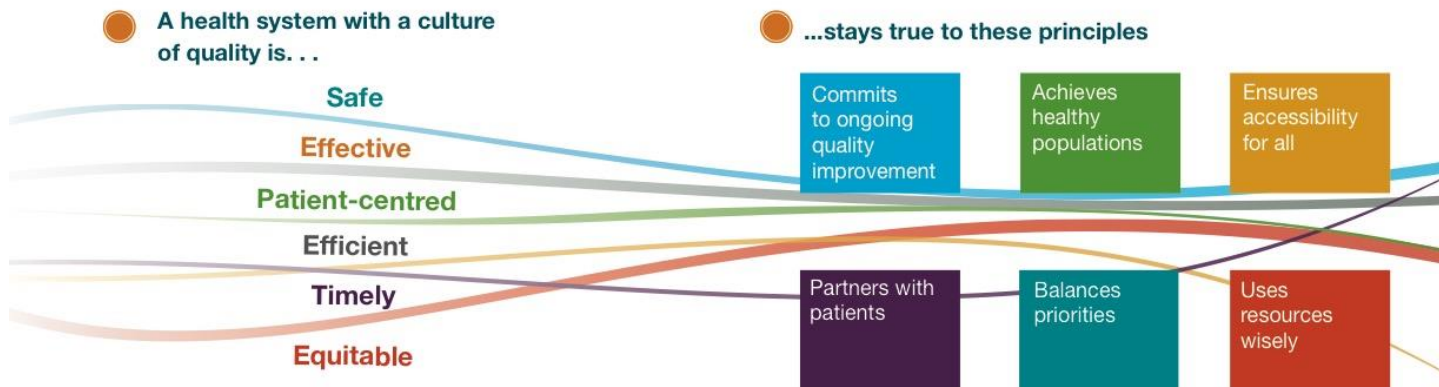 A health system with a culture
of quality is. . .
Safe
Effective
Patient-centred
Efficient
Timely
Equitable
...stays true to these principles
Commits
to ongoing
quality
improvement
Achieves
healthy
populations
Ensures
accessibility
for all
Partners with
patients
Balances
priorities
Uses
resources
wisely